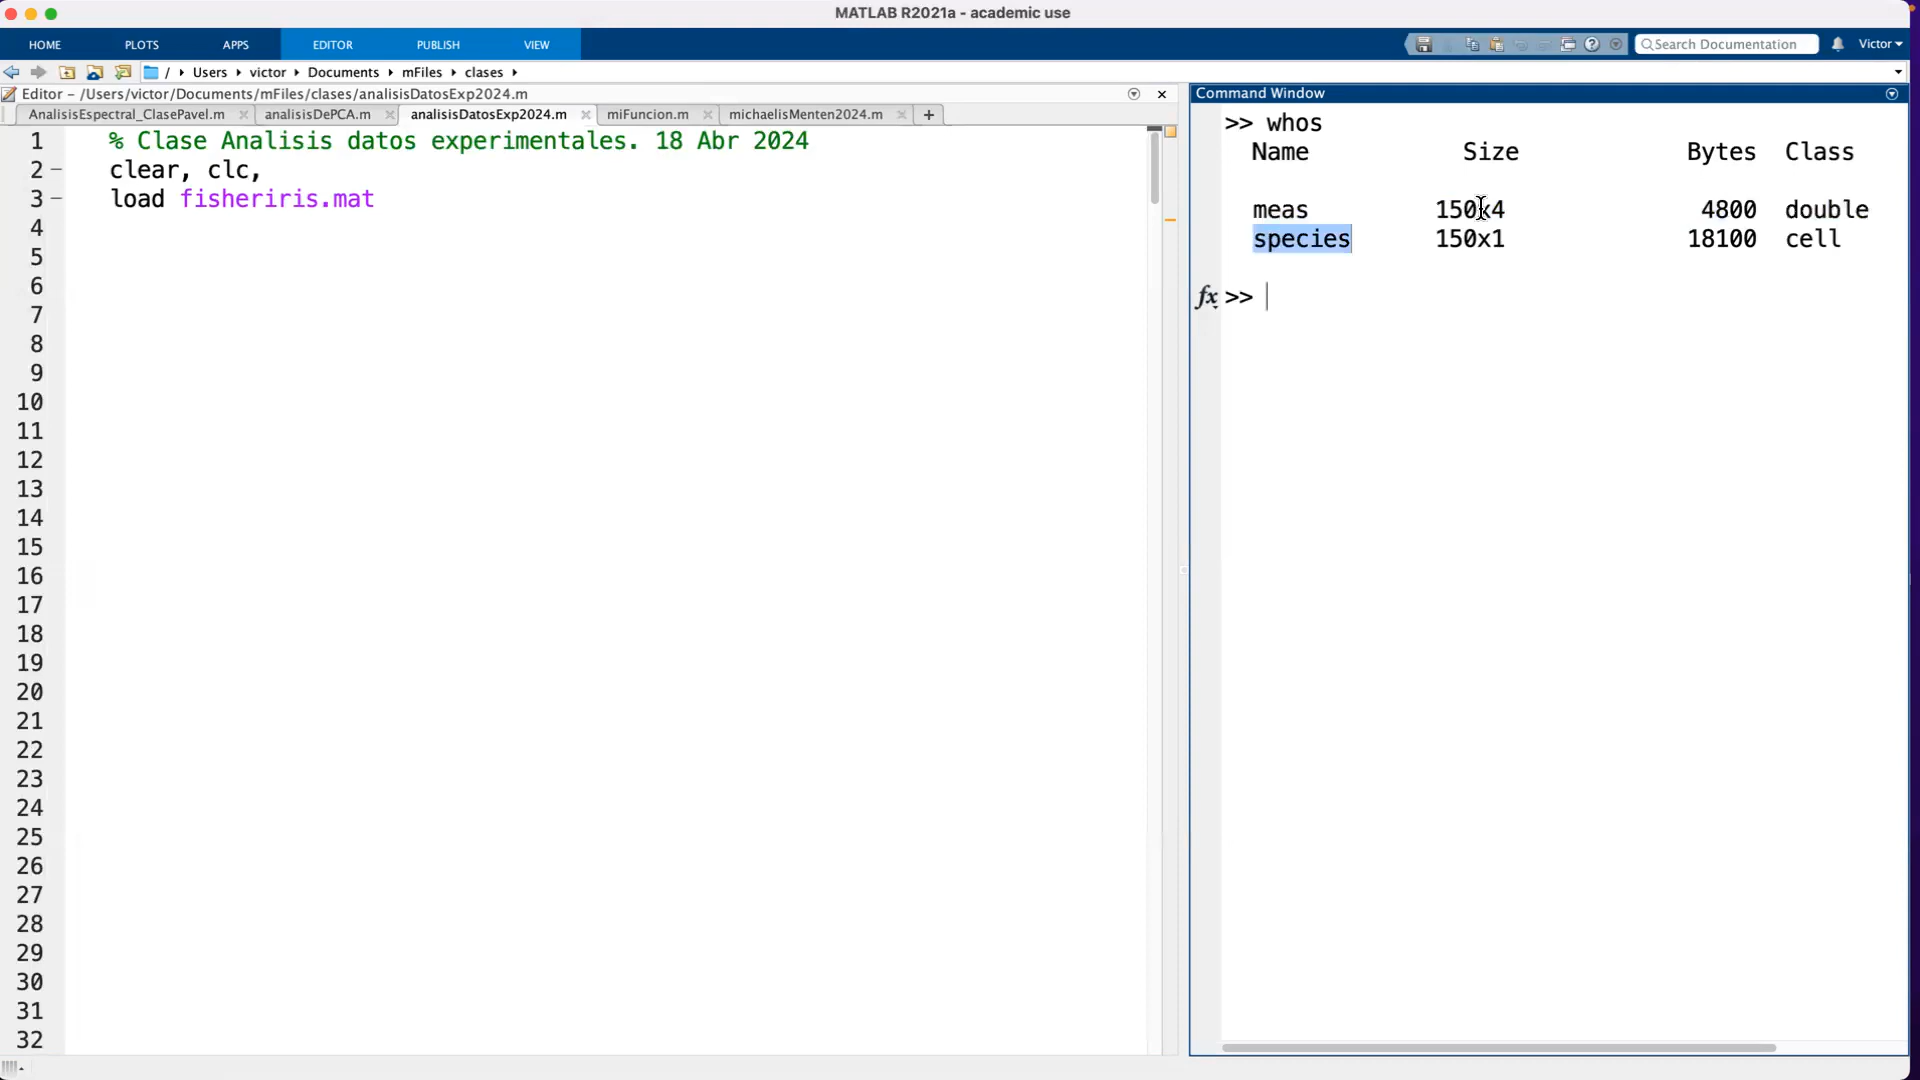 MATLAB R2021a - academic use
HOME PLOTS APPS EDITOR PUBLISH VIEW Search Documentation Victor
/ Users victor Documents mFiles clases
Editor – /Users/victor/Documents/mFiles/clases/analisisDatosExp2024.m
AnalisisEspectral_ClasePavel.m analisisDePCA.m analisisDatosExp2024.m miFuncion.m michaelisMenten2024.m +
1 % Clase Analisis datos experimentales. 18 Abr 2024
2 – clear, clc,
3 – load fisheriris.mat
4
5
6
7
8
9
10
11
12
13
14
15
16
17
18
19
20
21
22
23
24
25
26
27
28
29
30
31
32
Command Window
>> whos
Name Size Bytes Class
meas 150x4 4800 double
species 150x1 18100 cell
fx >>